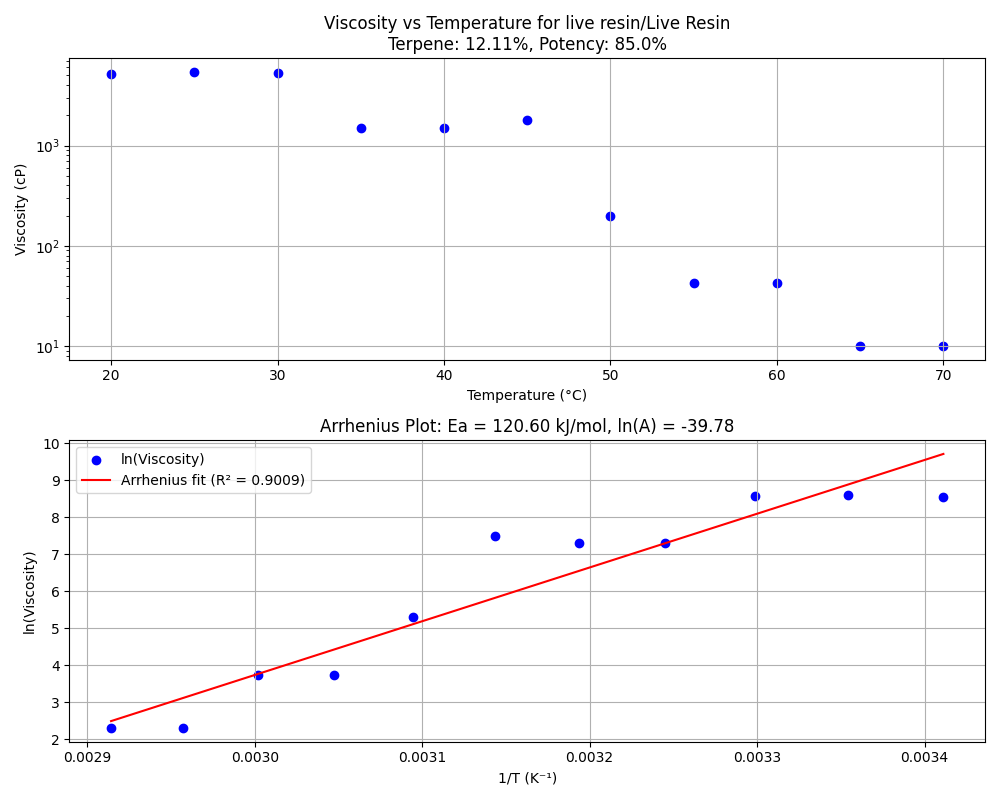 Viscosity vs Temperature for live resin/Live Resin
Terpene: 12.11%, Potency: 85.0%
Viscosity (cP)
10³
10²
10¹
20 30 40 50 60 70
Temperature (°C)
Arrhenius Plot: Ea = 120.60 kJ/mol, ln(A) = -39.78
ln(Viscosity)
Arrhenius fit (R² = 0.9009)
ln(Viscosity)
10
9
8
7
6
5
4
3
2
0.0029 0.0030 0.0031 0.0032 0.0033 0.0034
1/T (K⁻¹)